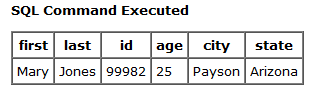 SQL Command Executed
first last id age city state
Mary Jones 99982 25 Payson Arizona